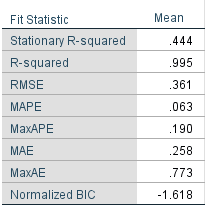 Fit Statistic Mean
Stationary R-squared .444
R-squared .995
RMSE .361
MAPE .063
MaxAPE .190
MAE .258
MaxAE .773
Normalized BIC -1.618